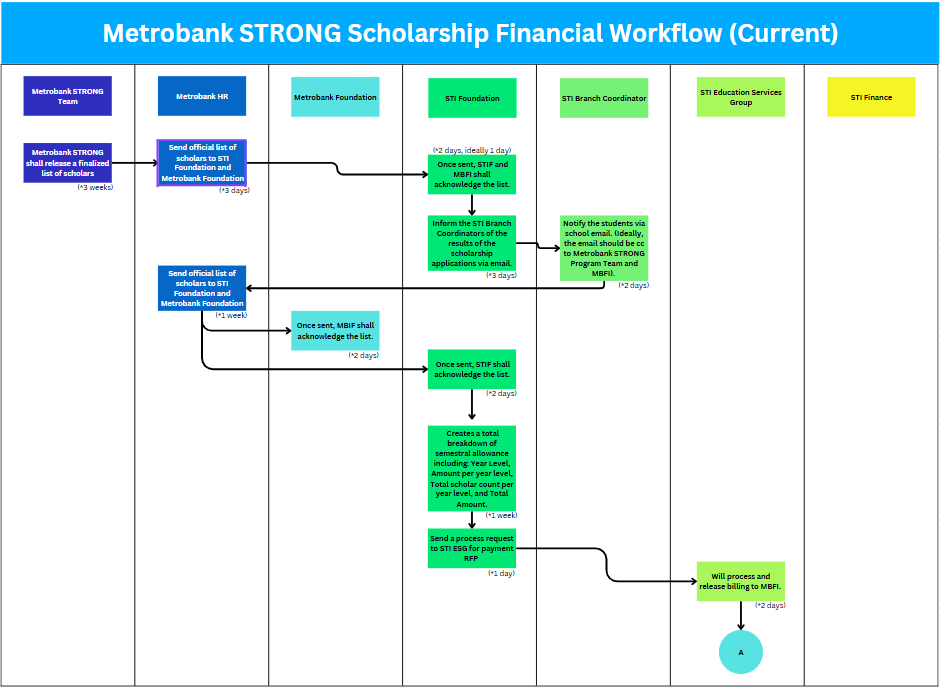 Metrobank STRONG Scholarship Financial Workflow (Current)
Metrobank STRONG
Team
Metrobank HR
Metrobank Foundation
STI Foundation
STI Branch Coordinator
STI Education Services
Group
STI Finance
Metrobank STRONG
shall release a finalized
list of scholars
(*3 weeks)
Send official list of
scholars to STI
Foundation and
Metrobank Foundation
(*3 days)
(*2 days, ideally 1 day)
Once sent, STIF and
MBFI shall
acknowledge the list.
Inform the STI Branch
Coordinators of the
results of the
scholarship
applications via email.
(*3 days)
Notify the students via
school email. (Ideally,
the email should be cc
to Metrobank STRONG
Program Team and
MBFI).
(*2 days)
Send official list of
scholars to STI
Foundation and
Metrobank Foundation
(*1 week)
Once sent, MBIF shall
acknowledge the list.
(*2 days)
Once sent, STIF shall
acknowledge the list.
(*2 days)
Creates a total
breakdown of
semestral allowance
including: Year Level,
Amount per year level,
Total scholar count per
year level, and Total
Amount.
(*1 week)
Send a process request
to STI ESG for payment
RFP
(*1 day)
Will process and
release billing to MBFI.
(*2 days)
A